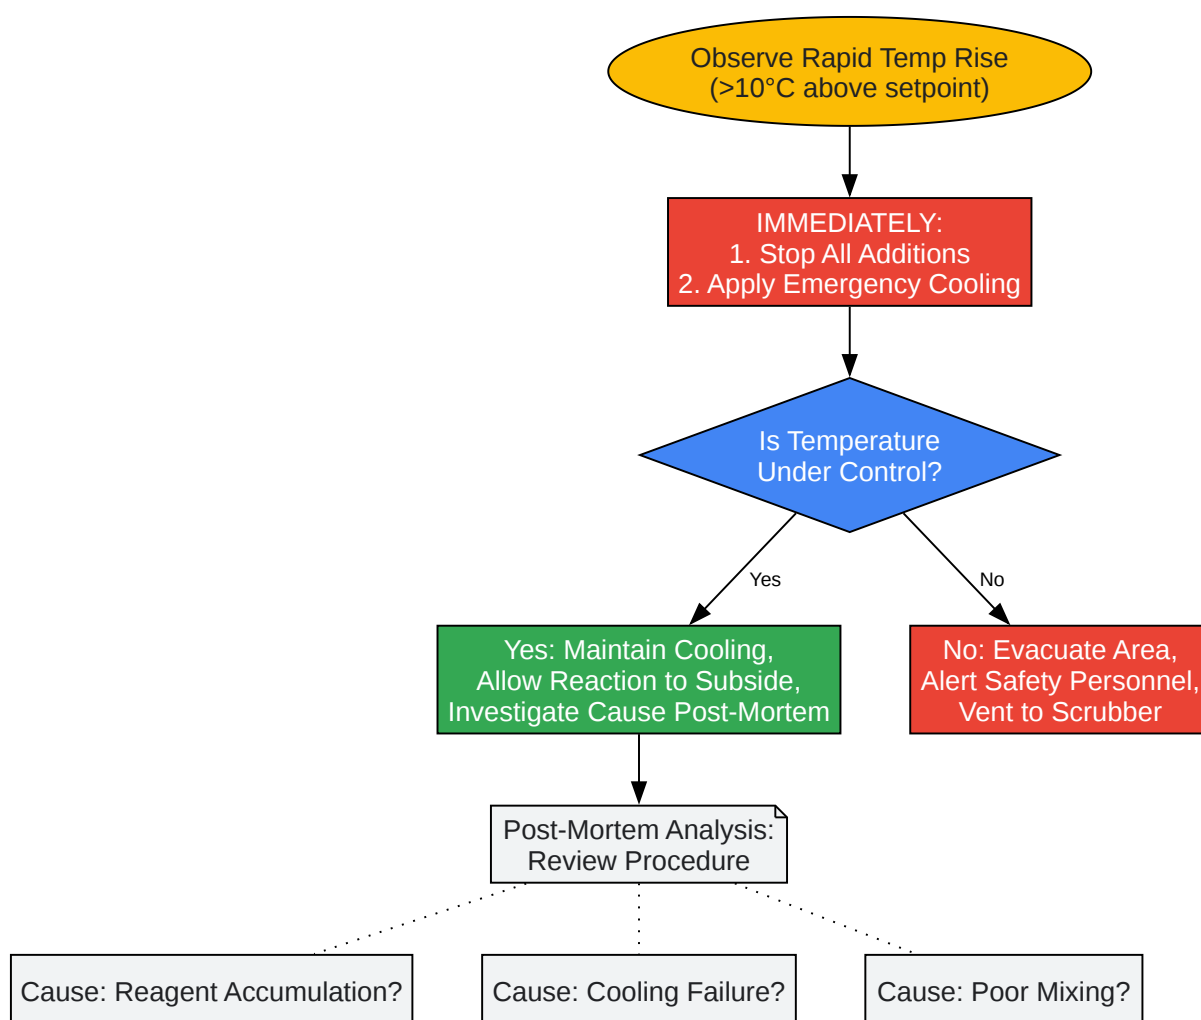 Observe Rapid Temp Rise
(>10°C above setpoint)
IMMEDIATELY:
1. Stop All Additions
2. Apply Emergency Cooling
Is Temperature
Under Control?
Yes
No
Yes: Maintain Cooling,
Allow Reaction to Subside,
Investigate Cause Post-Mortem
No: Evacuate Area,
Alert Safety Personnel,
Vent to Scrubber
Post-Mortem Analysis:
Review Procedure
Cause: Reagent Accumulation?
Cause: Cooling Failure?
Cause: Poor Mixing?